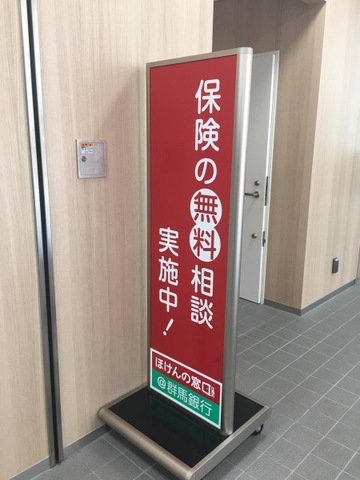 保険の無料相談
実施中！
ほけんの窓口
@群馬銀行